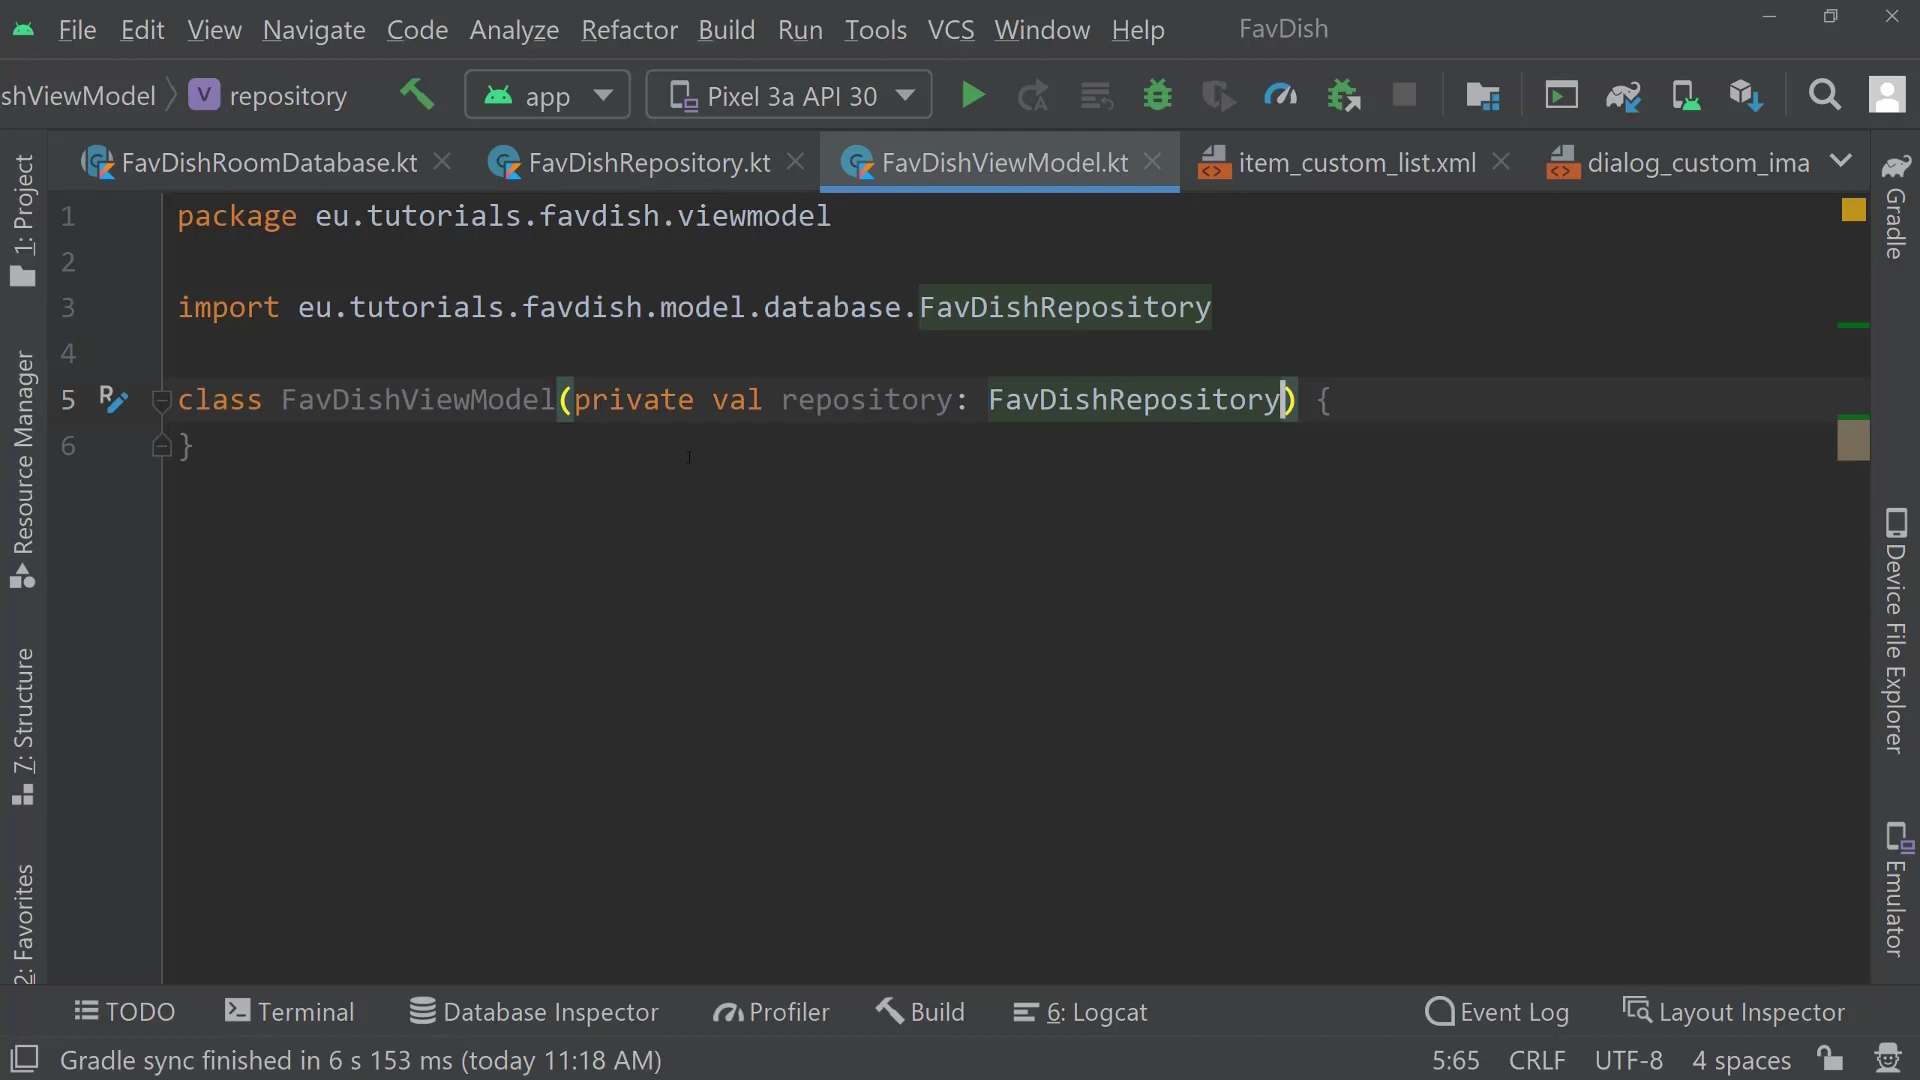 File Edit View Navigate Code Analyze Refactor Build Run Tools VCS Window Help FavDish
shViewModel V repository app Pixel 3a API 30
FavDishRoomDatabase.kt FavDishRepository.kt FavDishViewModel.kt item_custom_list.xml dialog_custom_ima
1 package eu.tutorials.favdish.viewmodel
2
3 import eu.tutorials.favdish.model.database.FavDishRepository
4
5 class FavDishViewModel(private val repository: FavDishRepository) {
6 }
1: Project
Resource Manager
7: Structure
2: Favorites
Gradle
Device File Explorer
Emulator
TODO Terminal Database Inspector Profiler Build 6: Logcat Event Log Layout Inspector
Gradle sync finished in 6 s 153 ms (today 11:18 AM) 5:65 CRLF UTF-8 4 spaces